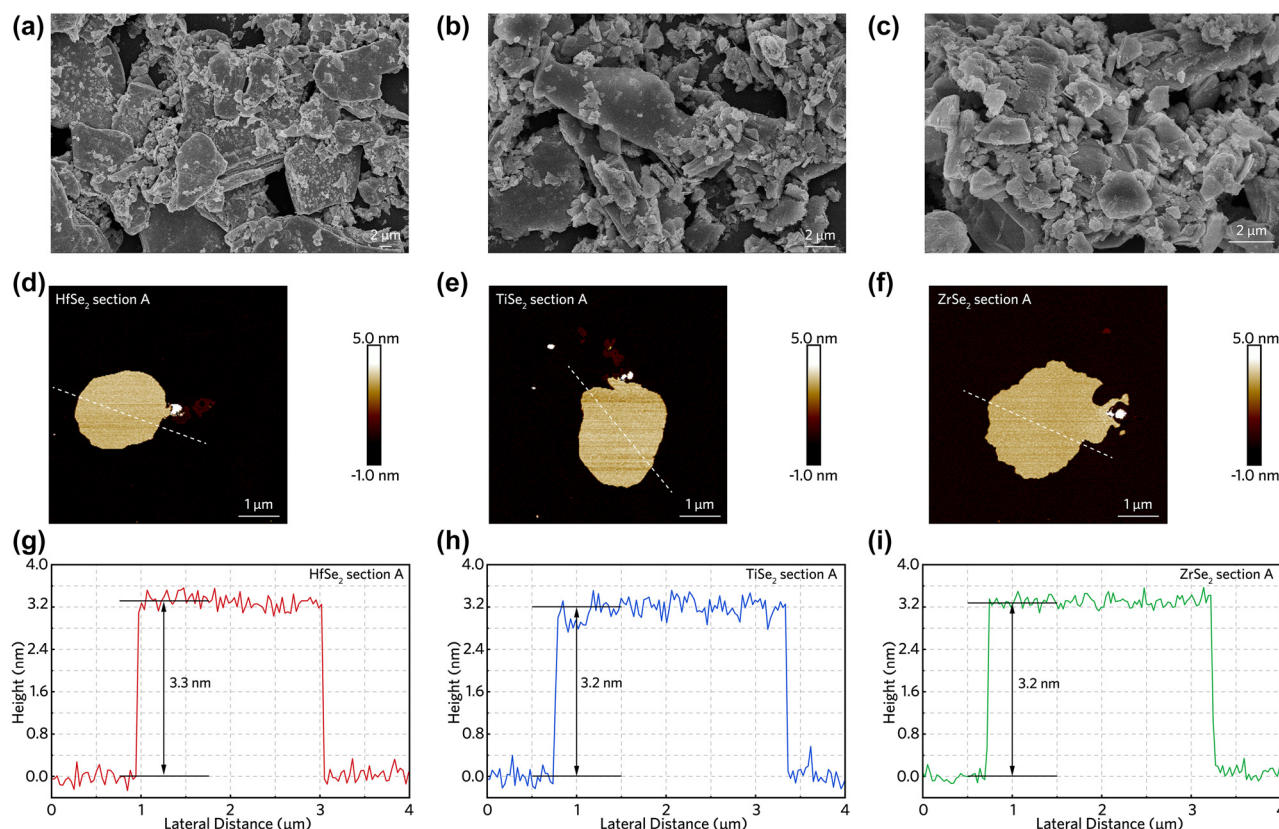 (a)
2 μm
(b)
2 μm
(c)
2 μm
(d)
HfSe₂ section A
5.0 nm
-1.0 nm
1 μm
(e)
TiSe₂ section A
5.0 nm
-1.0 nm
1 μm
(f)
ZrSe₂ section A
5.0 nm
-1.0 nm
1 μm
(g)
HfSe₂ section A
Height (nm)
4.0
3.2
2.4
1.6
0.8
0.0
3.3 nm
0 1 2 3 4
Lateral Distance (μm)
(h)
TiSe₂ section A
Height (nm)
4.0
3.2
2.4
1.6
0.8
0.0
3.2 nm
0 1 2 3 4
Lateral Distance (μm)
(i)
ZrSe₂ section A
Height (nm)
4.0
3.2
2.4
1.6
0.8
0.0
3.2 nm
0 1 2 3 4
Lateral Distance (μm)